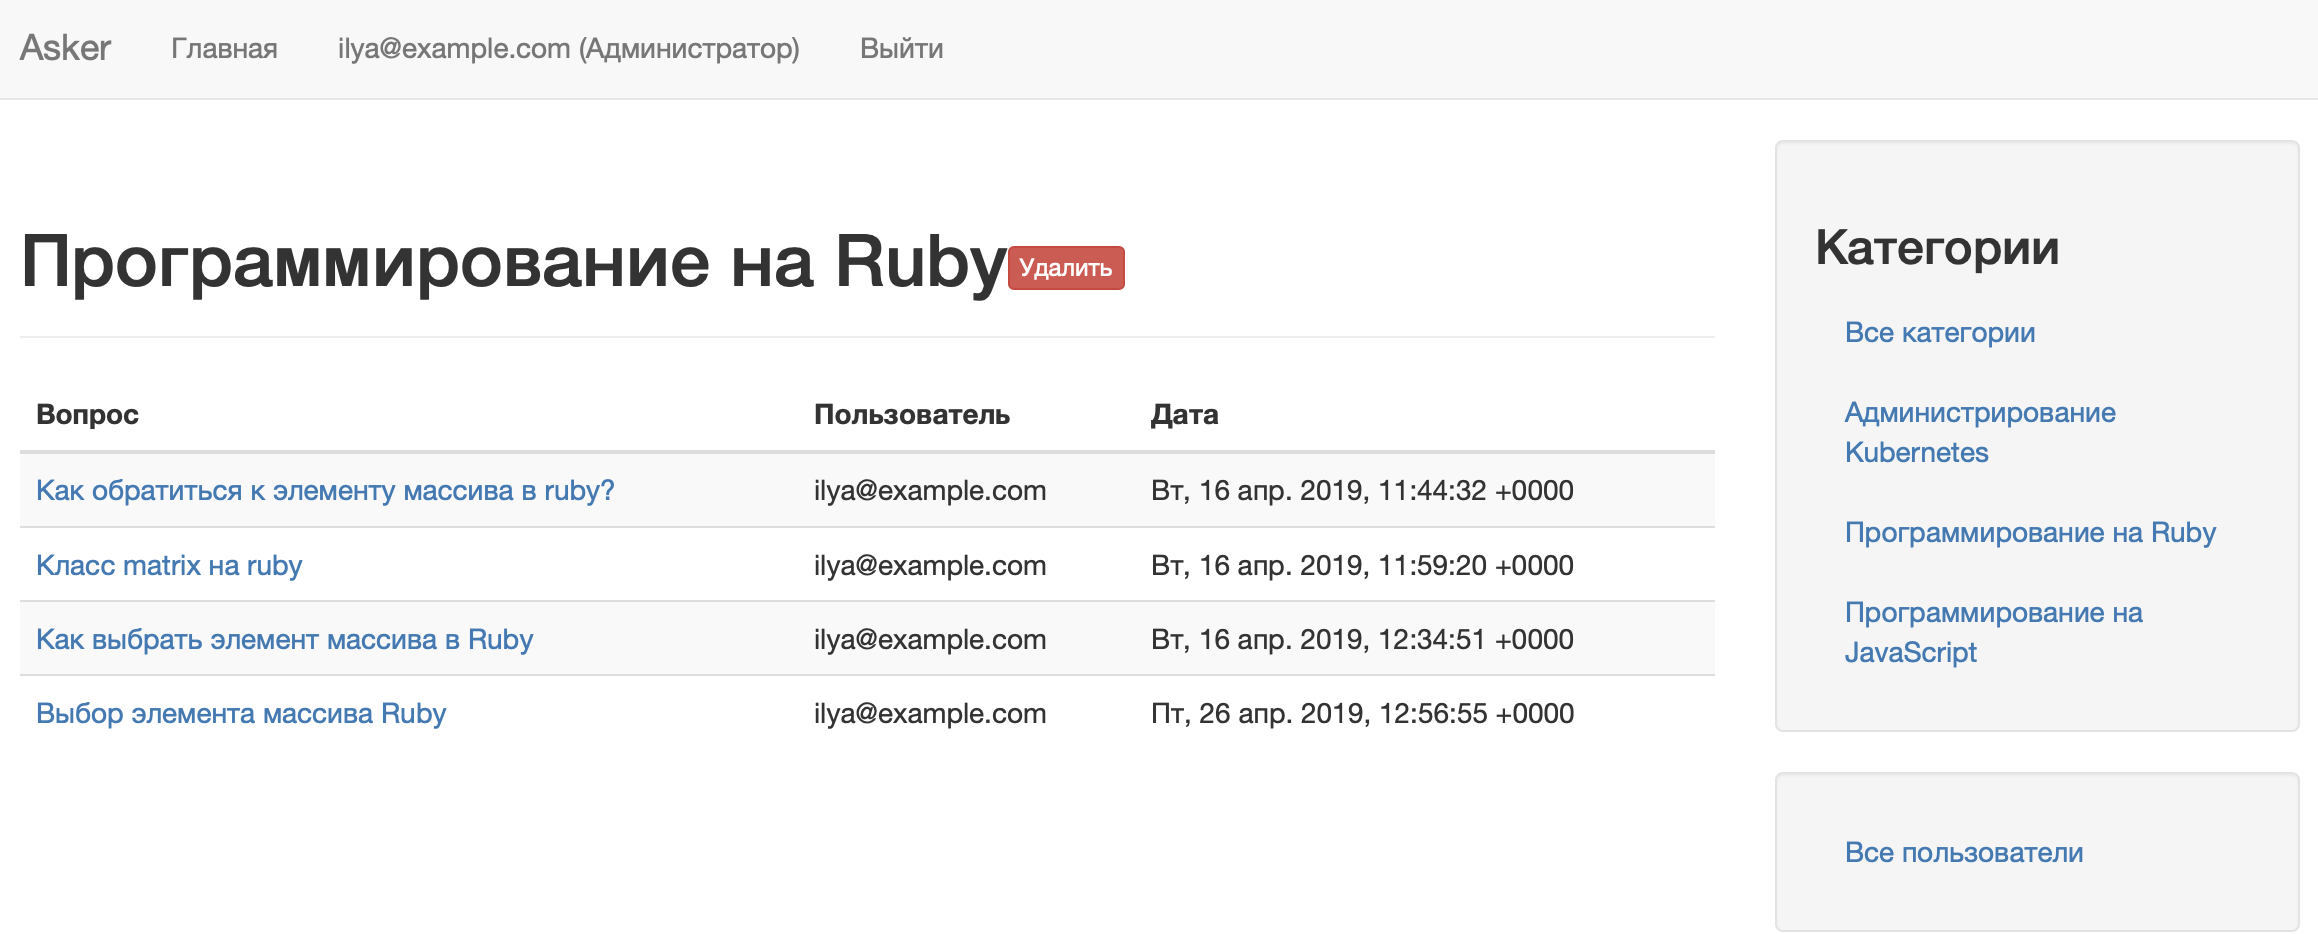 Asker Главная ilya@example.com (Администратор) Выйти
Программирование на Ruby Удалить
Вопрос Пользователь Дата
Как обратиться к элементу массива в ruby? ilya@example.com Вт, 16 апр. 2019, 11:44:32 +0000
Класс matrix на ruby ilya@example.com Вт, 16 апр. 2019, 11:59:20 +0000
Как выбрать элемент массива в Ruby ilya@example.com Вт, 16 апр. 2019, 12:34:51 +0000
Выбор элемента массива Ruby ilya@example.com Пт, 26 апр. 2019, 12:56:55 +0000
Категории
Все категории
Администрирование
Kubernetes
Программирование на Ruby
Программирование на
JavaScript
Все пользователи